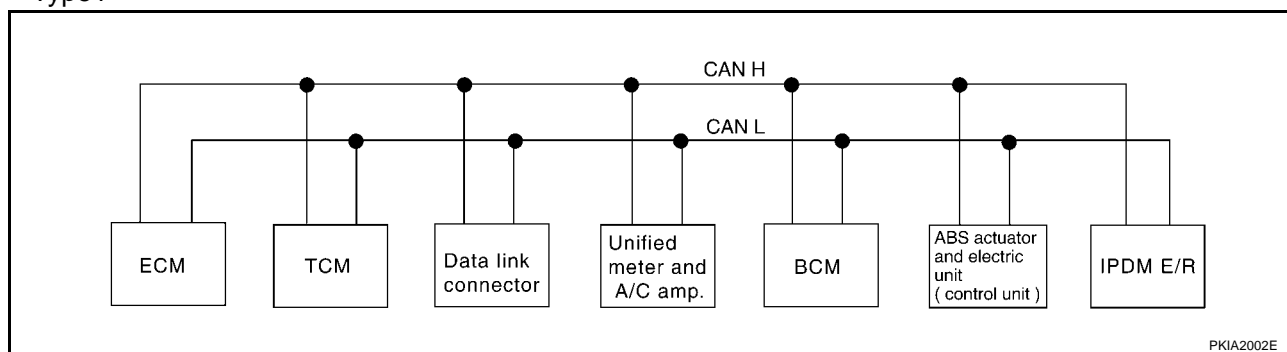 CAN H
CAN L
ECM
TCM
Data link
connector
Unified
meter and
A/C amp.
BCM
ABS actuator
and electric
unit
( control unit )
IPDM E/R
PKIA2002E